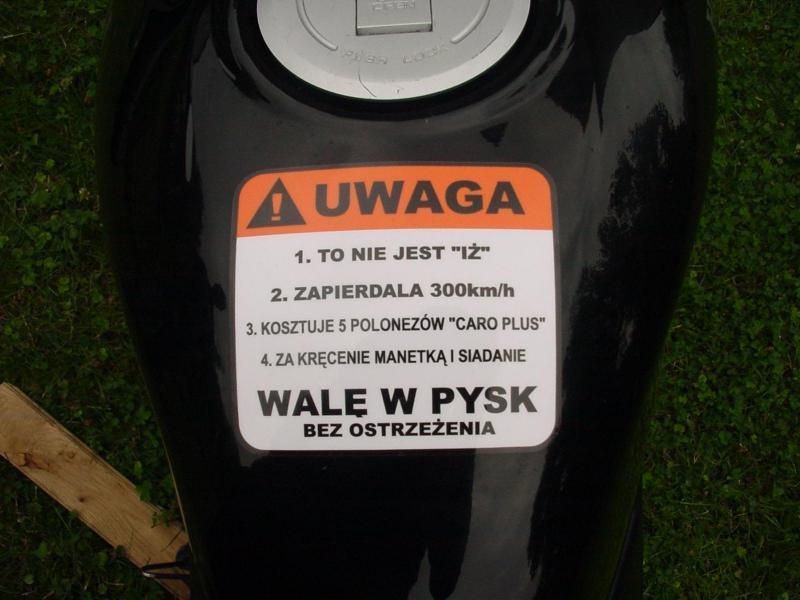 OPEN
PUSH LOCK
! UWAGA
1. TO NIE JEST "IŻ"
2. ZAPIERDALA 300km/h
3. KOSZTUJE 5 POLONEZÓW "CARO PLUS"
4. ZA KRĘCENIE MANETKĄ I SIADANIE
WALĘ W PYSK
BEZ OSTRZEŻENIA